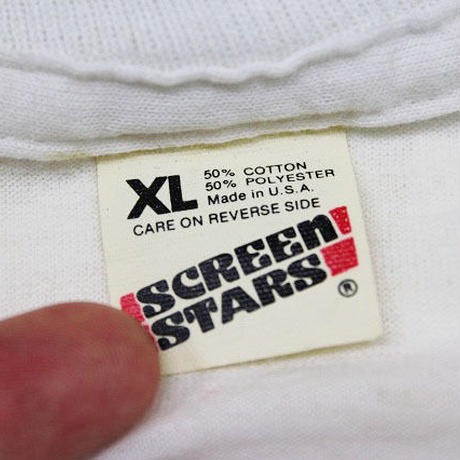 XL 50% COTTON
50% POLYESTER
Made in U.S.A.
CARE ON REVERSE SIDE
SCREEN
STARS ®